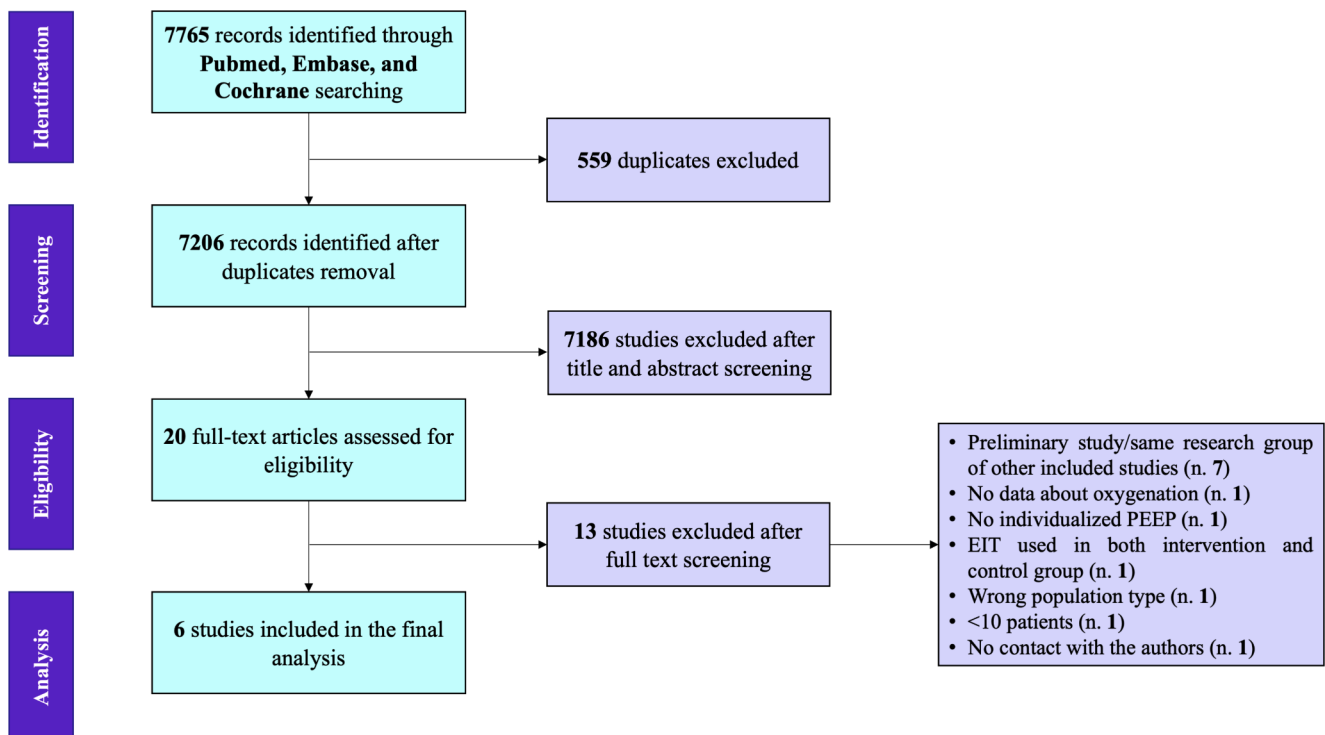 Identification
7765 records identified through
Pubmed, Embase, and
Cochrane searching
559 duplicates excluded
Screening
7206 records identified after
duplicates removal
7186 studies excluded after
title and abstract screening
Eligibility
20 full-text articles assessed for
eligibility
13 studies excluded after
full text screening
• Preliminary study/same research group
of other included studies (n. 7)
• No data about oxygenation (n. 1)
• No individualized PEEP (n. 1)
• EIT used in both intervention and
control group (n. 1)
• Wrong population type (n. 1)
• <10 patients (n. 1)
• No contact with the authors (n. 1)
Analysis
6 studies included in the final
analysis